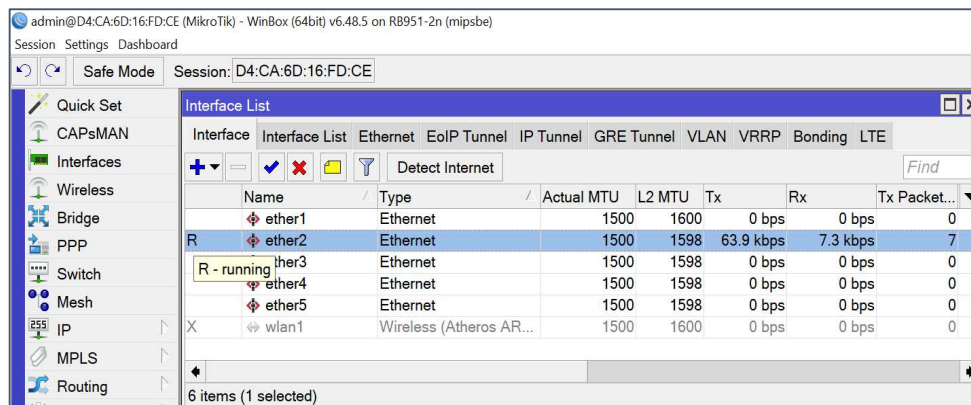 admin@D4:CA:6D:16:FD:CE (MikroTik) - WinBox (64bit) v6.48.5 on RB951-2n (mipsbe)
Session Settings Dashboard
Safe Mode Session: D4:CA:6D:16:FD:CE
Quick Set
CAPsMAN
Interfaces
Wireless
Bridge
PPP
Switch
Mesh
255 IP
MPLS
Routing
Interface List
Interface Interface List Ethernet EoIP Tunnel IP Tunnel GRE Tunnel VLAN VRRP Bonding LTE
Detect Internet Find
Name Type Actual MTU L2 MTU Tx Rx Tx Packet...
ether1 Ethernet 1500 1600 0 bps 0 bps 0
R ether2 Ethernet 1500 1598 63.9 kbps 7.3 kbps 7
R - running
ther3 Ethernet 1500 1598 0 bps 0 bps 0
ether4 Ethernet 1500 1598 0 bps 0 bps 0
ether5 Ethernet 1500 1598 0 bps 0 bps 0
X wlan1 Wireless (Atheros AR... 1500 1600 0 bps 0 bps 0
6 items (1 selected)